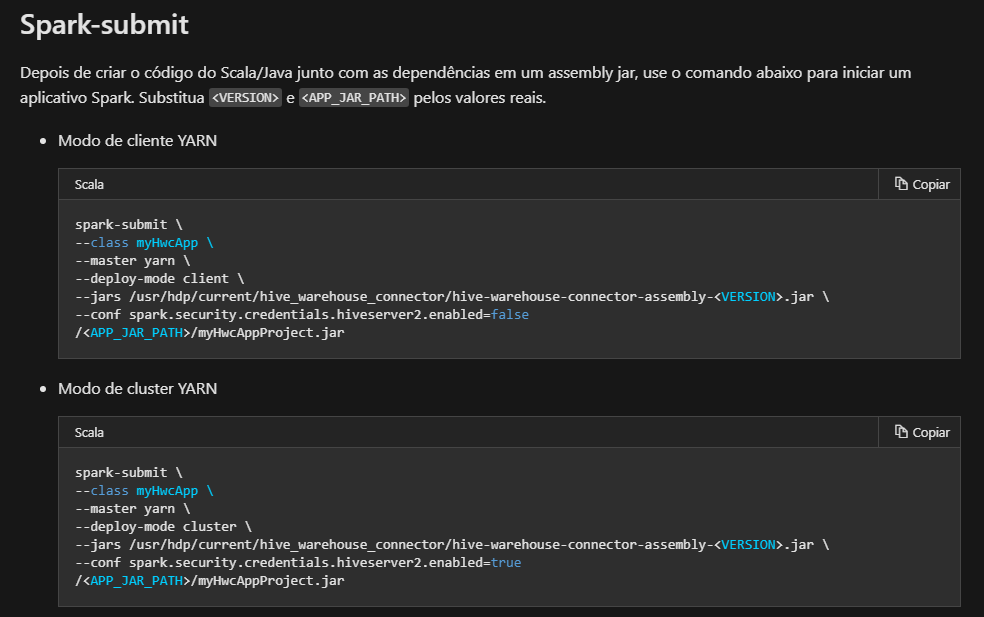 Spark-submit
Depois de criar o código do Scala/Java junto com as dependências em um assembly jar, use o comando abaixo para iniciar um
aplicativo Spark. Substitua <VERSION> e <APP_JAR_PATH> pelos valores reais.
• Modo de cliente YARN
Scala
Copiar
spark-submit \
--class myHwcApp \
--master yarn \
--deploy-mode client \
--jars /usr/hdp/current/hive_warehouse_connector/hive-warehouse-connector-assembly-<VERSION>.jar \
--conf spark.security.credentials.hiveserver2.enabled=false
/<APP_JAR_PATH>/myHwcAppProject.jar
• Modo de cluster YARN
Scala
Copiar
spark-submit \
--class myHwcApp \
--master yarn \
--deploy-mode cluster \
--jars /usr/hdp/current/hive_warehouse_connector/hive-warehouse-connector-assembly-<VERSION>.jar \
--conf spark.security.credentials.hiveserver2.enabled=true
/<APP_JAR_PATH>/myHwcAppProject.jar